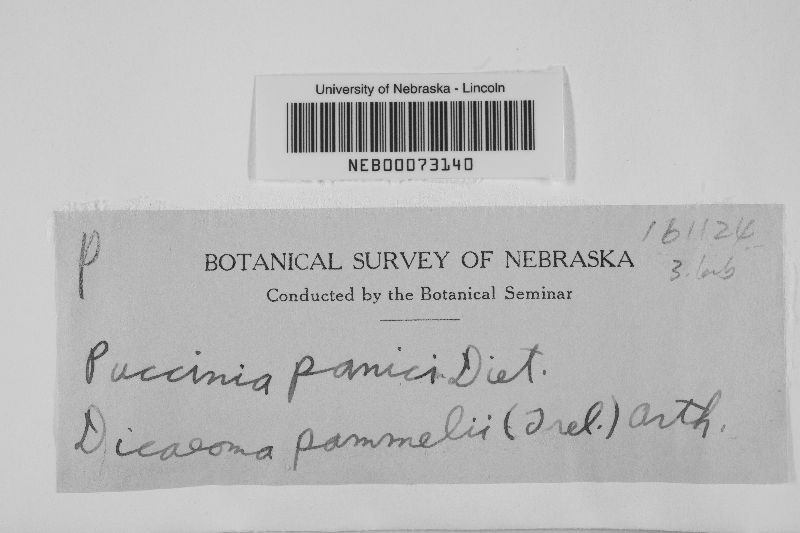 University of Nebraska - Lincoln
NEB00073140
P
161124
BOTANICAL SURVEY OF NEBRASKA
Conducted by the Botanical Seminar
Puccinia panici Diet.
Dicaeoma pammelii (Trel.) Arth.